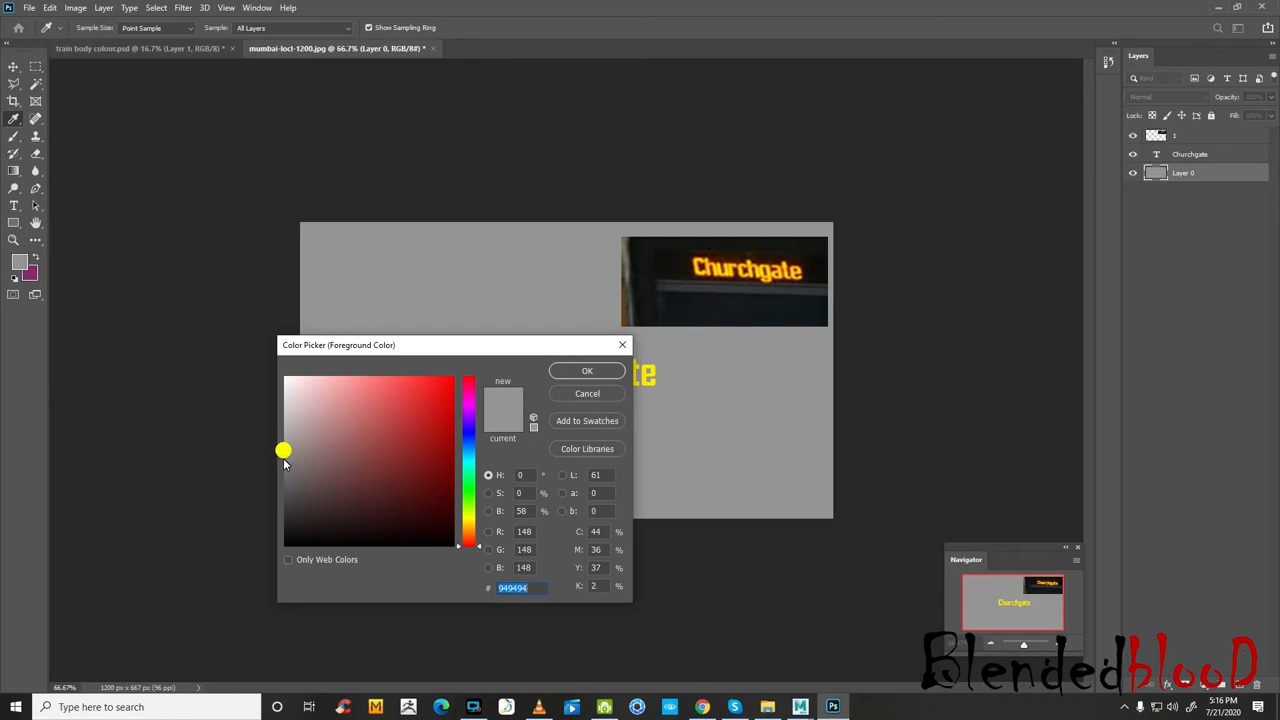 Ps File Edit Image Layer Type Select Filter 3D View Window Help
Sample Size: Point Sample Sample: All Layers Show Sampling Ring
train body colour.psd @ 16.7% (Layer 1, RGB/8) * × mumbai-locl-1200.jpg @ 66.7% (Layer 0, RGB/8#) * ×
Layers
Kind
Normal Opacity: 100%
Lock: Fill: 100%
1
T Churchgate
Layer 0
Churchgate
te
Color Picker (Foreground Color)
new
current
OK
Cancel
Add to Swatches
Color Libraries
H: 0 ° L: 61
S: 0 % a: 0
B: 58 % b: 0
R: 148 C: 44 %
G: 148 M: 36 %
B: 148 Y: 37 %
# 949494 K: 2 %
Only Web Colors
Navigator
Churchgate
Churchgate
BlendedblooD
66.67% 1200 px x 667 px (96 ppi)
Type here to search
5:16 PM
7/21/2020